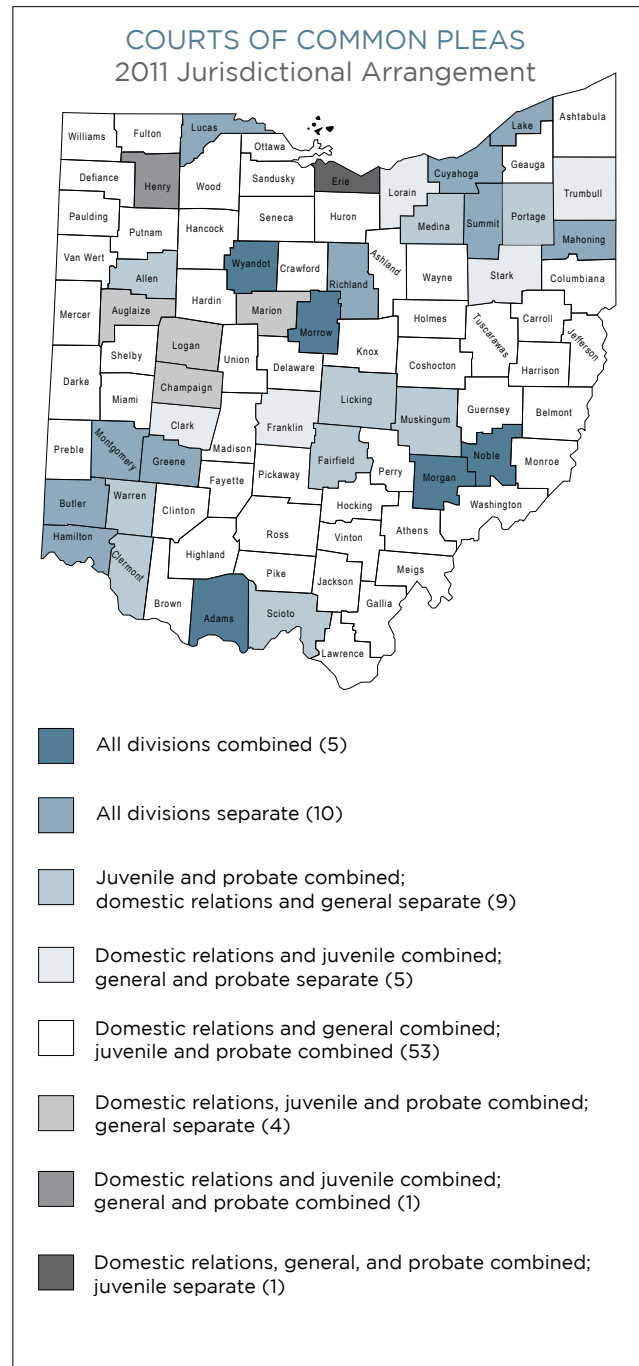 COURTS OF COMMON PLEAS
2011 Jurisdictional Arrangement
Williams
Fulton
Lucas
Ottawa
Lake
Ashtabula
Geauga
Cuyahoga
Defiance
Henry
Wood
Sandusky
Erie
Lorain
Trumbull
Paulding
Putnam
Hancock
Seneca
Huron
Medina
Summit
Portage
Mahoning
Van Wert
Allen
Wyandot
Crawford
Richland
Ashland
Wayne
Stark
Columbiana
Mercer
Auglaize
Hardin
Marion
Morrow
Holmes
Tuscarawas
Carroll
Jefferson
Shelby
Logan
Union
Delaware
Knox
Coshocton
Harrison
Darke
Miami
Champaign
Licking
Muskingum
Guernsey
Belmont
Clark
Franklin
Preble
Montgomery
Greene
Madison
Fairfield
Perry
Morgan
Noble
Monroe
Pickaway
Fayette
Washington
Butler
Warren
Clinton
Hocking
Athens
Hamilton
Clermont
Highland
Ross
Vinton
Meigs
Pike
Jackson
Gallia
Brown
Adams
Scioto
Lawrence
All divisions combined (5)
All divisions separate (10)
Juvenile and probate combined;
domestic relations and general separate (9)
Domestic relations and juvenile combined;
general and probate separate (5)
Domestic relations and general combined;
juvenile and probate combined (53)
Domestic relations, juvenile and probate combined;
general separate (4)
Domestic relations and juvenile combined;
general and probate combined (1)
Domestic relations, general, and probate combined;
juvenile separate (1)